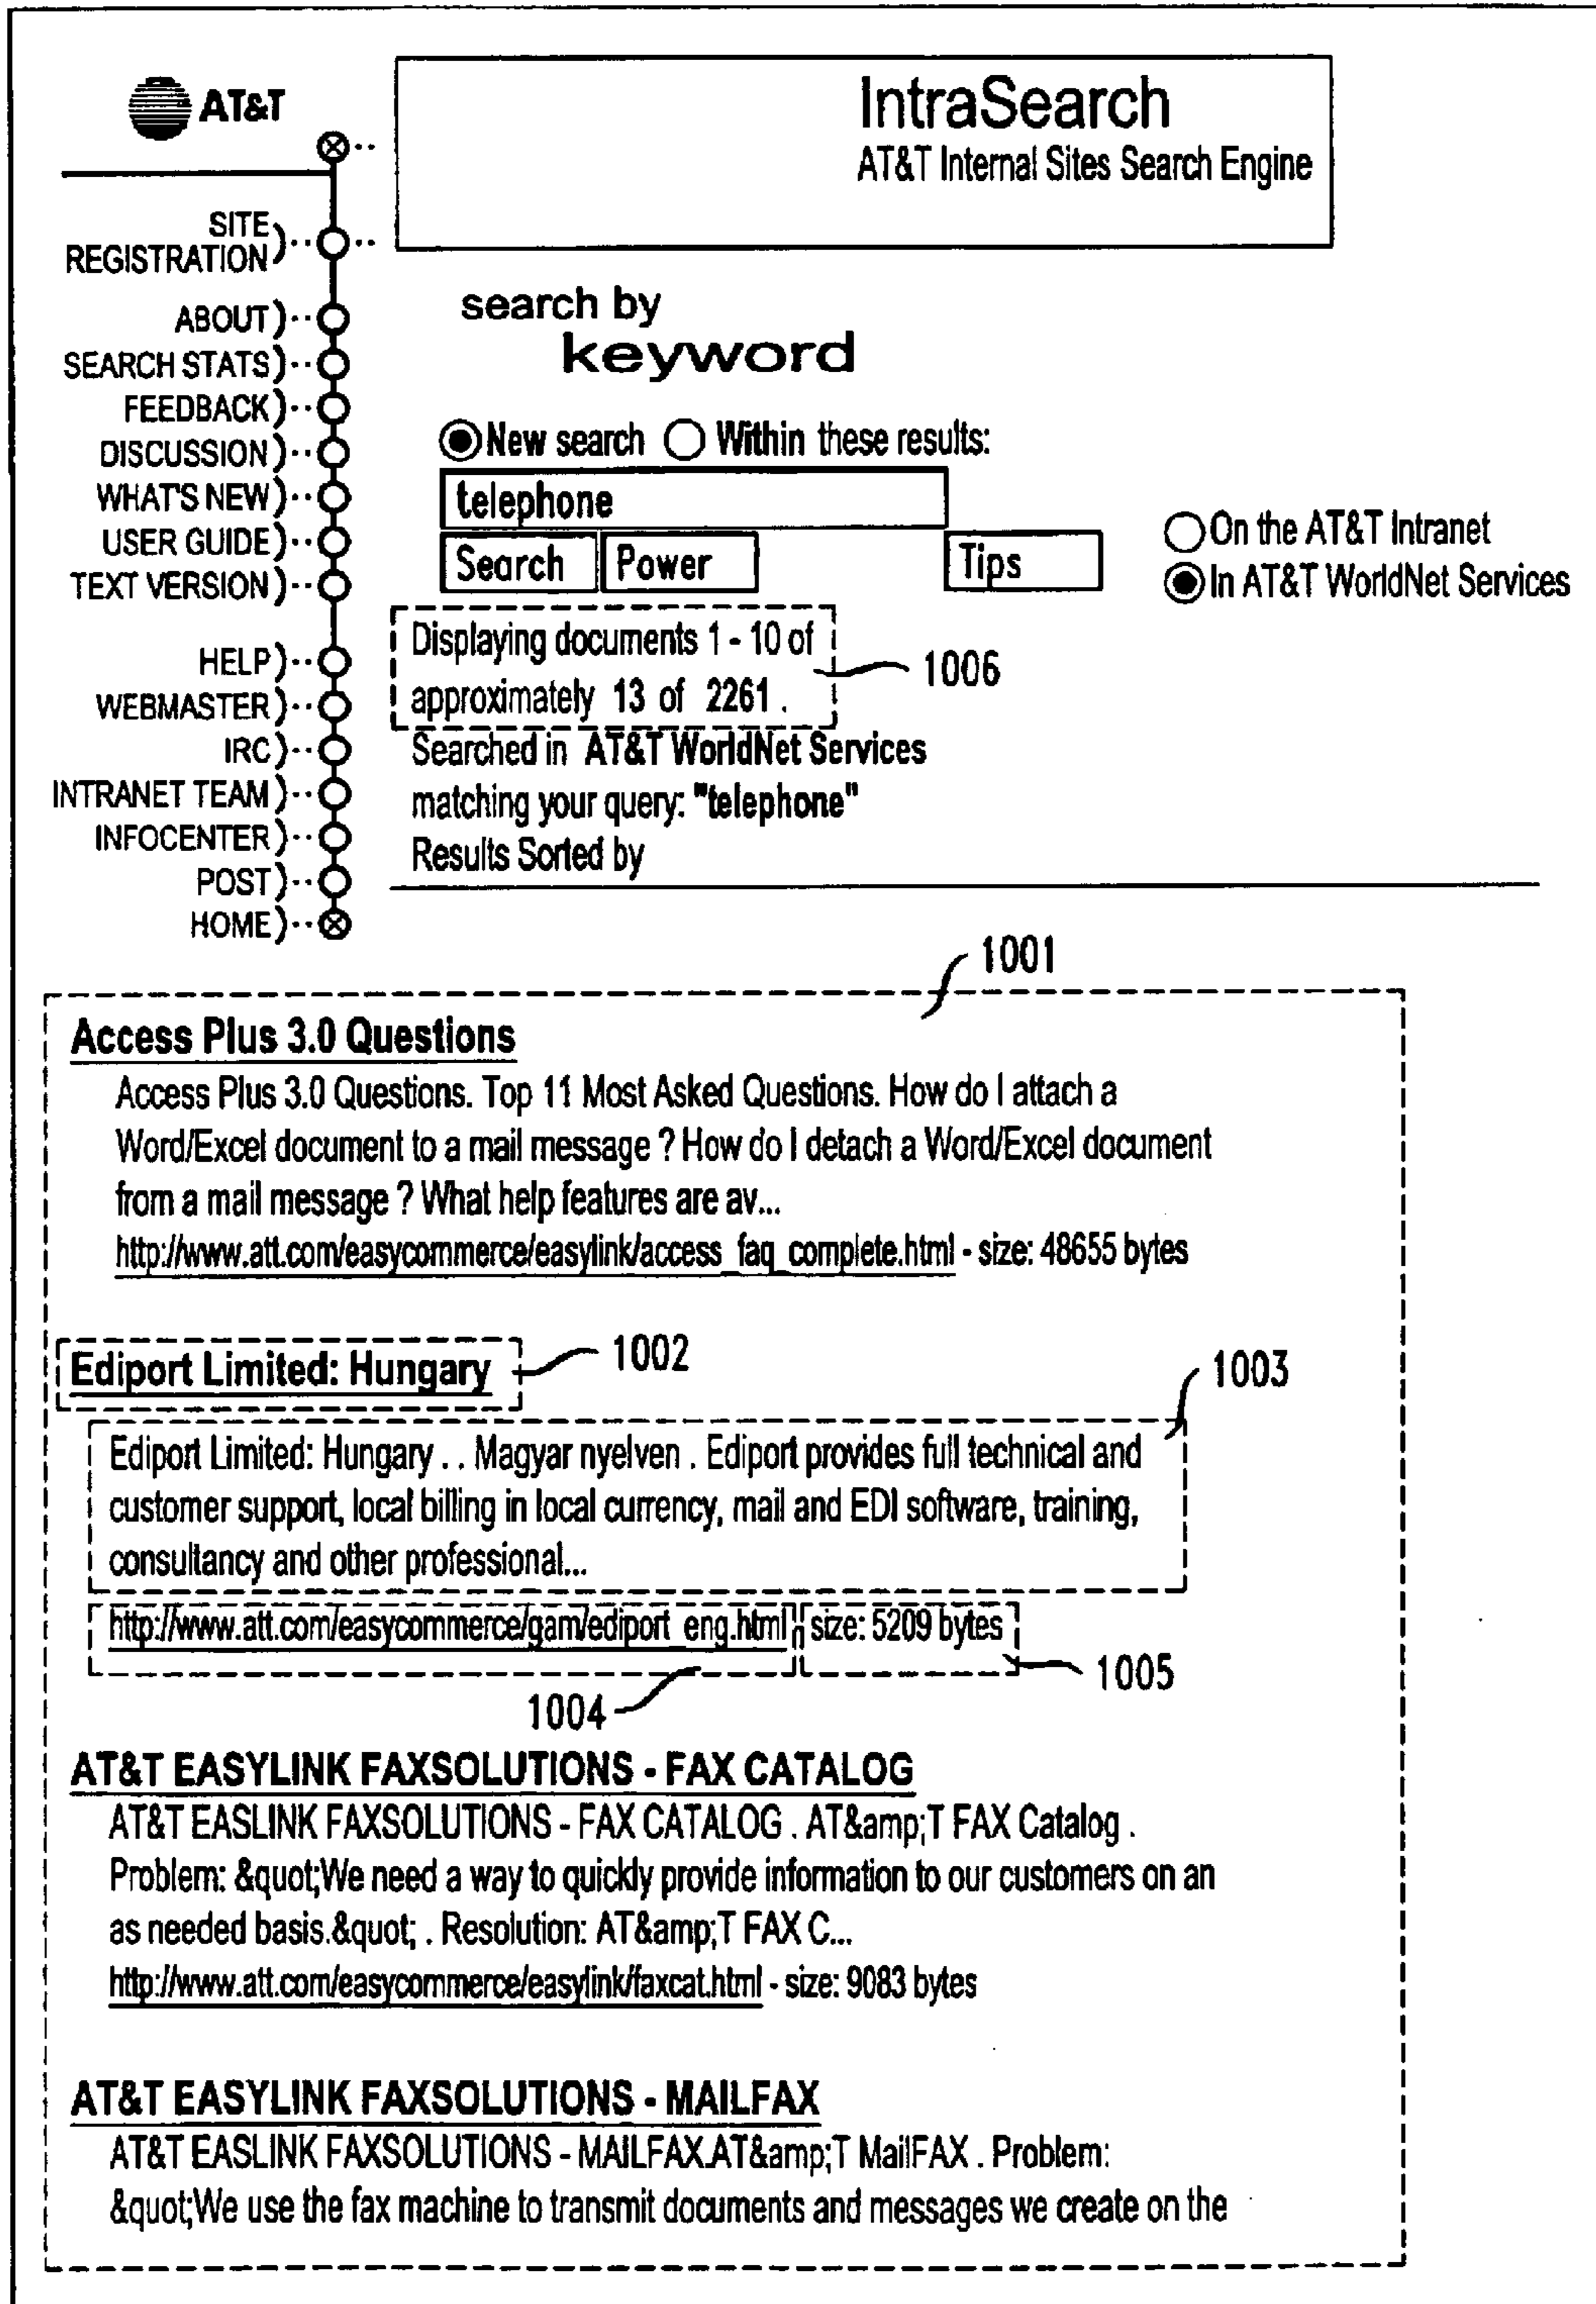 AT&T
IntraSearch
AT&T Internal Sites Search Engine
SITE
REGISTRATION
ABOUT
SEARCH STATS
FEEDBACK
DISCUSSION
WHAT'S NEW
USER GUIDE
TEXT VERSION
HELP
WEBMASTER
IRC
INTRANET TEAM
INFOCENTER
POST
HOME
search by
keyword
New search Within these results:
telephone
Search Power Tips
On the AT&T Intranet
In AT&T WorldNet Services
Displaying documents 1 - 10 of
approximately 13 of 2261 .
1006
Searched in AT&T WorldNet Services
matching your query: "telephone"
Results Sorted by
1001
Access Plus 3.0 Questions
Access Plus 3.0 Questions. Top 11 Most Asked Questions. How do I attach a
Word/Excel document to a mail message ? How do I detach a Word/Excel document
from a mail message ? What help features are av...
http://www.att.com/easycommerce/easylink/access_faq_complete.html - size: 48655 bytes
Ediport Limited: Hungary
1002
1003
Ediport Limited: Hungary . . Magyar nyelven . Ediport provides full technical and
customer support, local billing in local currency, mail and EDI software, training,
consultancy and other professional...
http://www.att.com/easycommerce/gam/ediport_eng.html size: 5209 bytes
1005
1004
AT&T EASYLINK FAXSOLUTIONS - FAX CATALOG
AT&T EASLINK FAXSOLUTIONS - FAX CATALOG . AT&amp;T FAX Catalog .
Problem: &quot;We need a way to quickly provide information to our customers on an
as needed basis.&quot; . Resolution: AT&amp;T FAX C...
http://www.att.com/easycommerce/easylink/faxcat.html - size: 9083 bytes
AT&T EASYLINK FAXSOLUTIONS - MAILFAX
AT&T EASLINK FAXSOLUTIONS - MAILFAX.AT&amp;T MailFAX . Problem:
&quot;We use the fax machine to transmit documents and messages we create on the